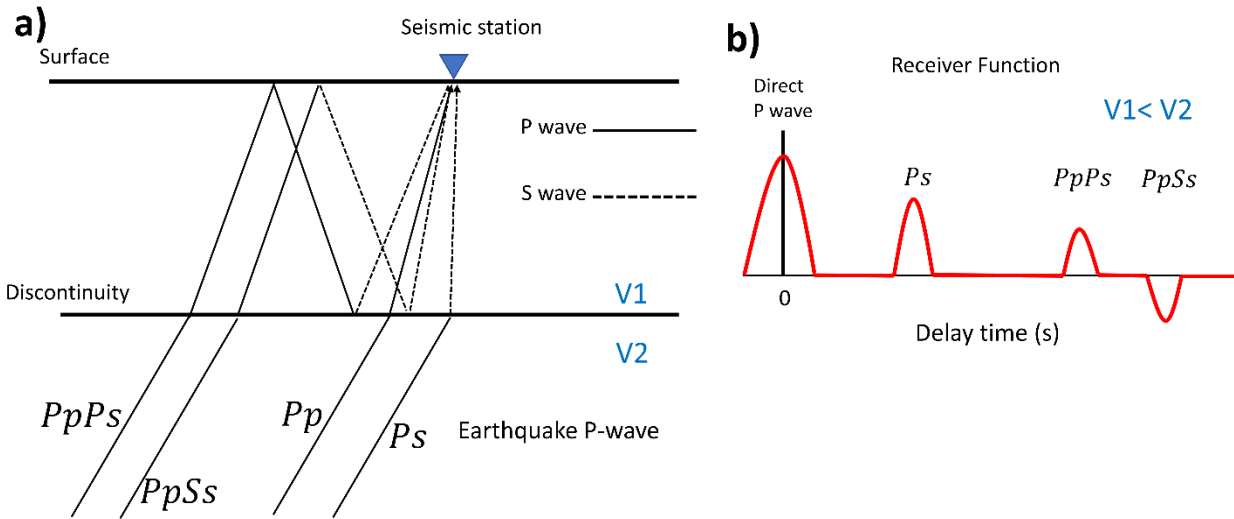 a)
Seismic station
Surface
P wave
S wave
Discontinuity
V1
V2
PpPs
PpSs
Pp
Ps
Earthquake P-wave
b)
Receiver Function
Direct
P wave
V1< V2
Ps
PpPs
PpSs
0
Delay time (s)